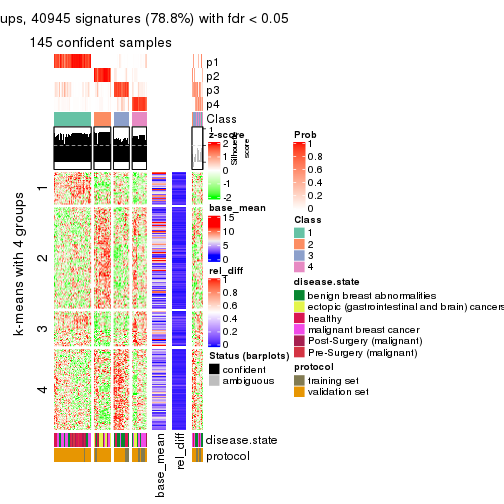 ups, 40945 signatures (78.8%) with fdr < 0.05
145 confident samples
p1
p2
p3
p4
Class
1
Silhouette
score
k-means with 4 groups
1
2
3
4
z-score
2
1
0
-1
-2
base_mean
15
10
5
0
rel_diff
1
0.8
0.6
0.4
0.2
0
Status (barplots)
confident
ambiguous
disease.state
protocol
base_mean
rel_diff
Prob
1
0.8
0.6
0.4
0.2
0
Class
1
2
3
4
disease.state
benign breast abnormalities
ectopic (gastrointestinal and brain) cancers
healthy
malignant breast cancer
Post-Surgery (malignant)
Pre-Surgery (malignant)
protocol
training set
validation set